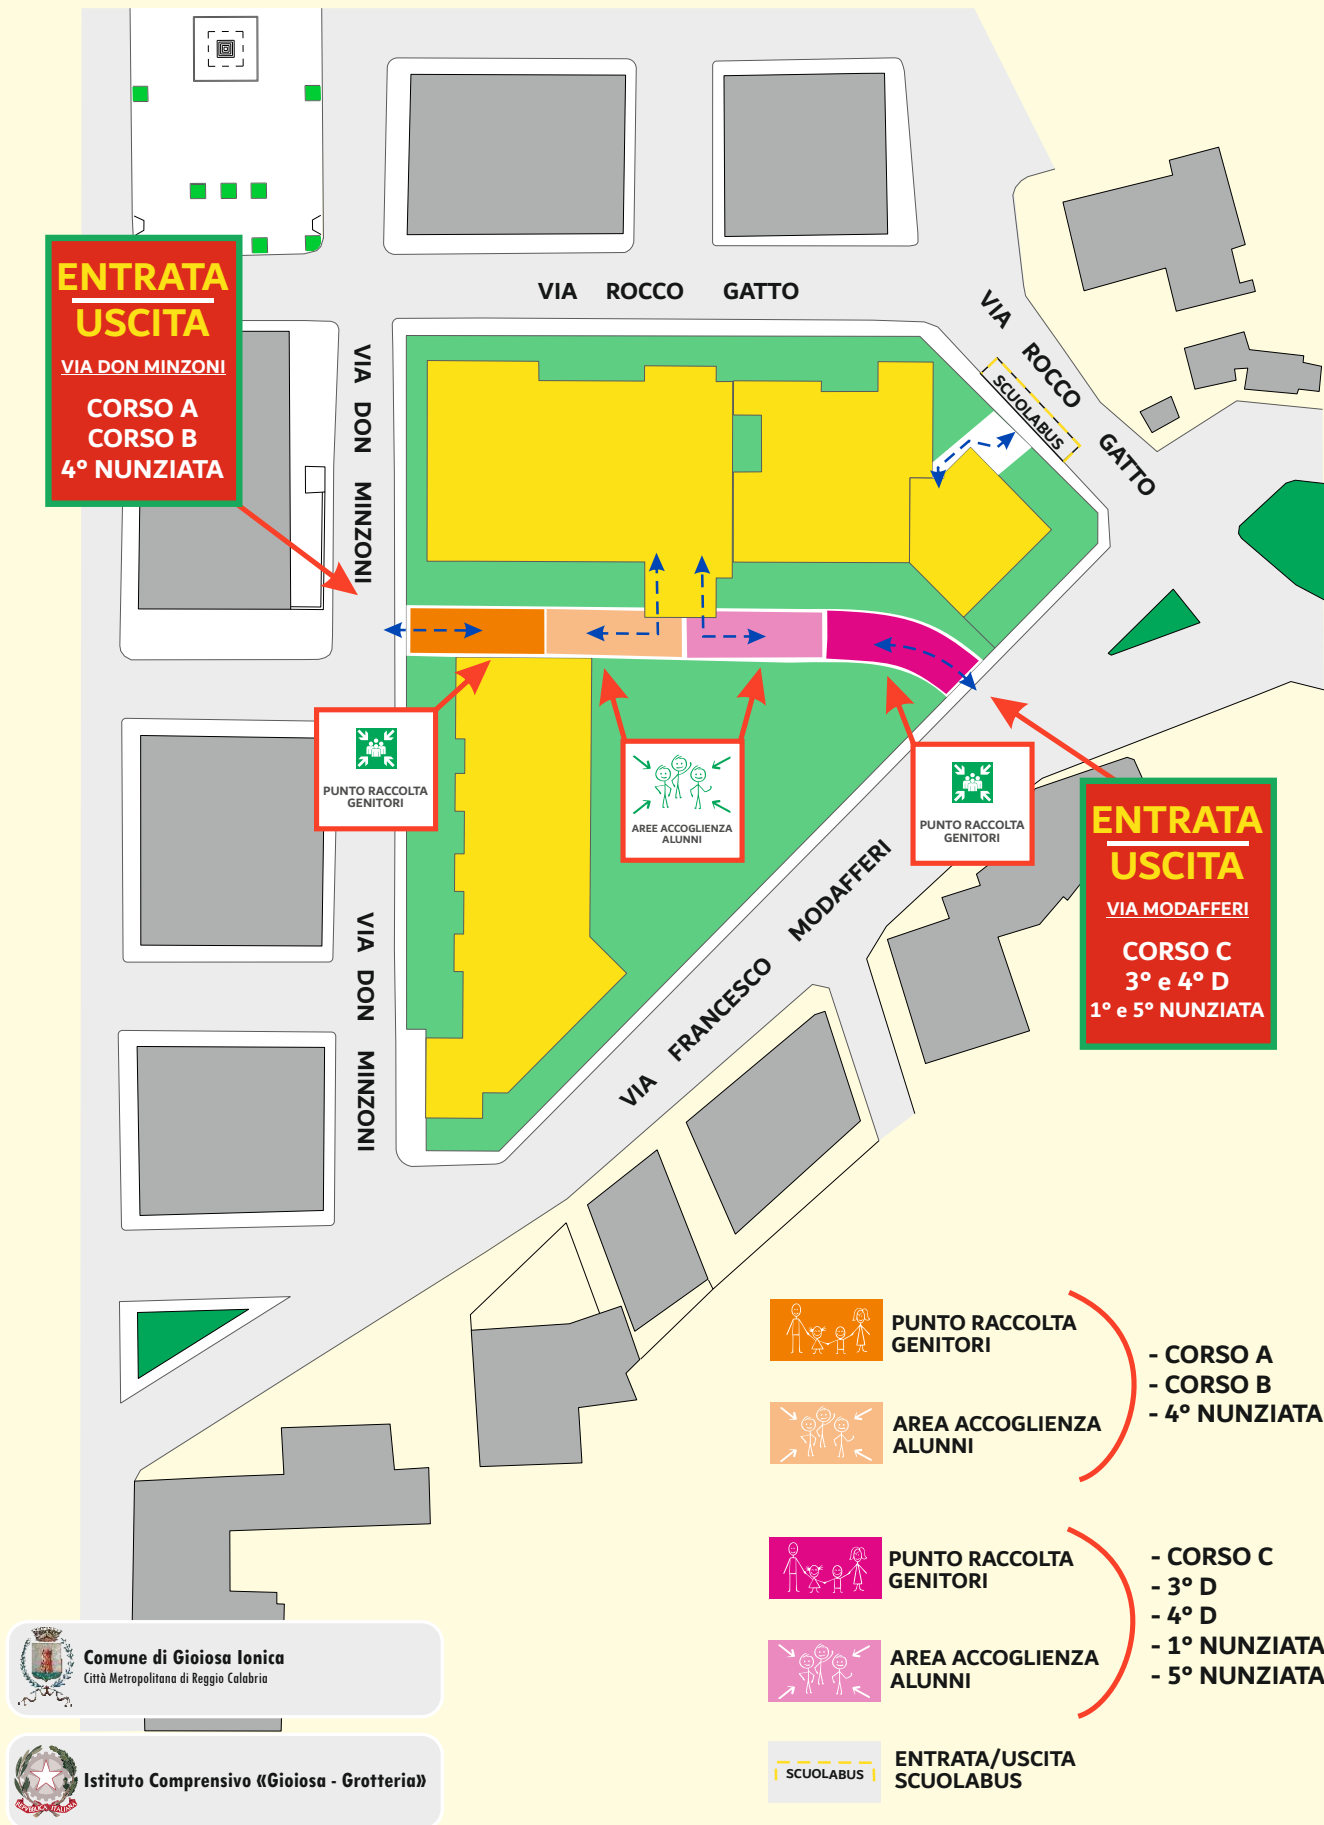 ENTRATA
USCITA
VIA DON MINZONI
CORSO A
CORSO B
4° NUNZIATA
VIA ROCCO GATTO
VIA ROCCO GATTO
SCUOLABUS
VIA DON MINZONI
PUNTO RACCOLTA
GENITORI
AREE ACCOGLIENZA
ALUNNI
PUNTO RACCOLTA
GENITORI
ENTRATA
USCITA
VIA MODAFFERI
CORSO C
3° e 4° D
1° e 5° NUNZIATA
VIA DON MINZONI
VIA FRANCESCO MODAFFERI
PUNTO RACCOLTA
GENITORI
AREA ACCOGLIENZA
ALUNNI
- CORSO A
- CORSO B
- 4° NUNZIATA
PUNTO RACCOLTA
GENITORI
AREA ACCOGLIENZA
ALUNNI
- CORSO C
- 3° D
- 4° D
- 1° NUNZIATA
- 5° NUNZIATA
SCUOLABUS
ENTRATA/USCITA
SCUOLABUS
Comune di Gioiosa Ionica
Città Metropolitana di Reggio Calabria
REPVBBLICA ITALIANA
Istituto Comprensivo «Gioiosa - Grotteria»